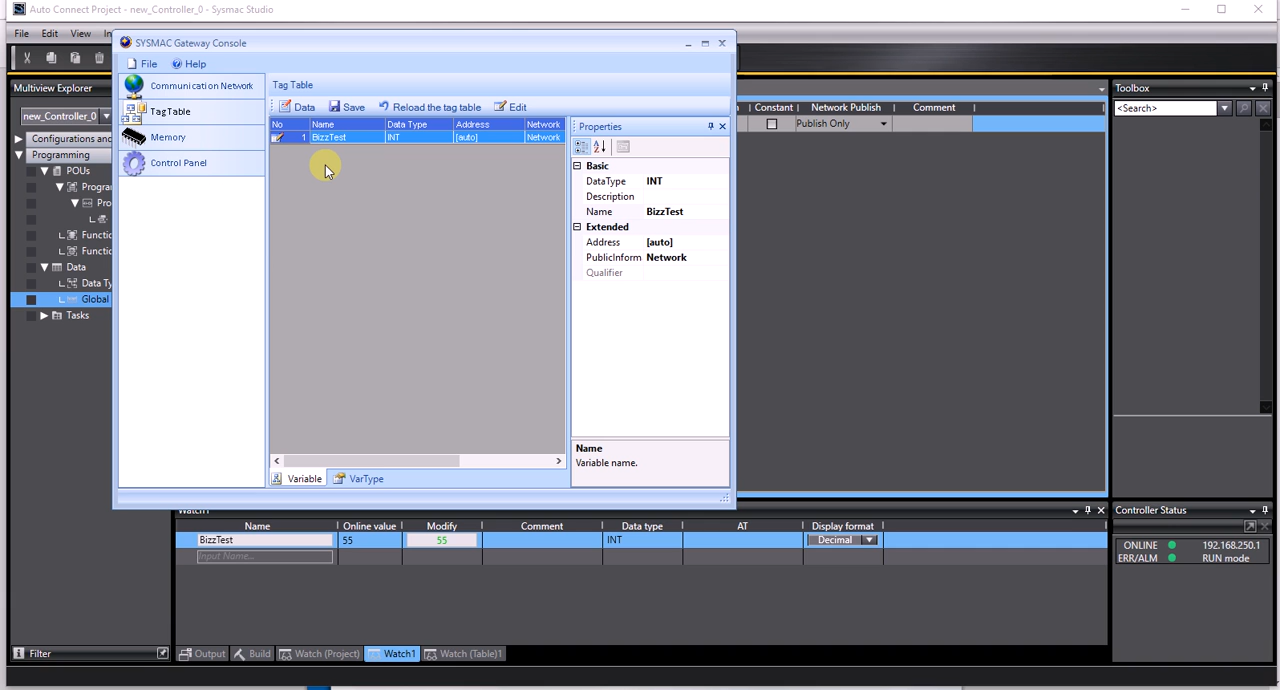 Auto Connect Project - new_Controller_0 - Sysmac Studio
File Edit View
SYSMAC Gateway Console
File Help
Multiview Explorer
new_Controller_0
Programming
POUs
Data
Global
Tasks
Filter
Communication Network
TagTable
Memory
Control Panel
Tag Table
Data Save Reload the tag table Edit
No Name Data Type Address Network
1 BizzTest INT [auto] Network
Variable VarType
Properties
Basic
DataType INT
Description
Name BizzTest
Extended
Address [auto]
PublicInform Network
Qualifier
Name
Variable name.
Constant Network Publish Comment
Publish Only
Toolbox
<Search>
Watch1
Name Online value Modify Comment Data type AT Display format
BizzTest 55 55 INT Decimal
Input Name...
Output Build Watch (Project) Watch1 Watch (Table)1
Controller Status
ONLINE 192.168.250.1
ERR/ALM RUN mode